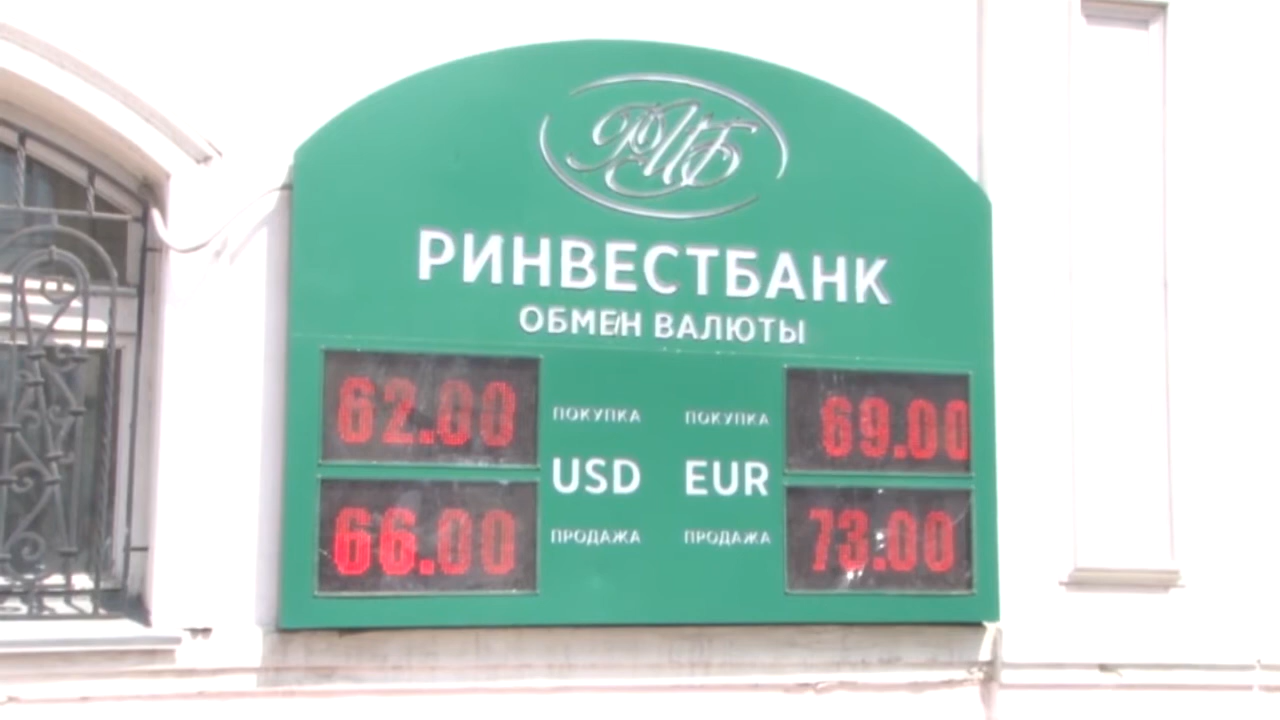 РИБ
РИНВЕСТБАНК
ОБМЕН ВАЛЮТЫ
62.00 ПОКУПКА ПОКУПКА 69.00
USD EUR
66.00 ПРОДАЖА ПРОДАЖА 73.00